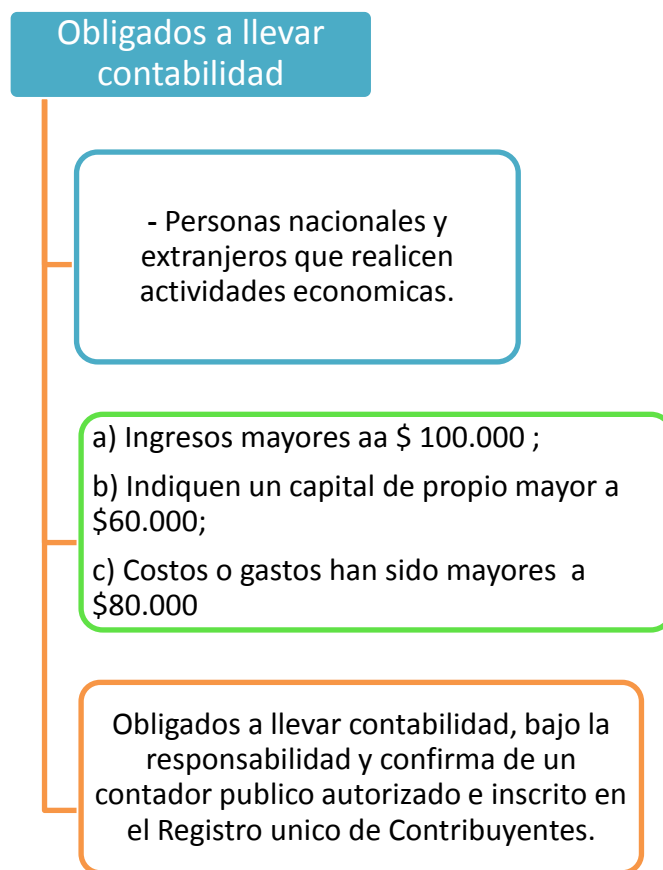 Obligados a llevar
contabilidad
- Personas nacionales y
extranjeros que realicen
actividades economicas.
a) Ingresos mayores aa $ 100.000 ;
b) Indiquen un capital de propio mayor a
$60.000;
c) Costos o gastos han sido mayores  a
$80.000
Obligados a llevar contabilidad, bajo la
responsabilidad y confirma de un
contador publico autorizado e inscrito en
el Registro unico de Contribuyentes.